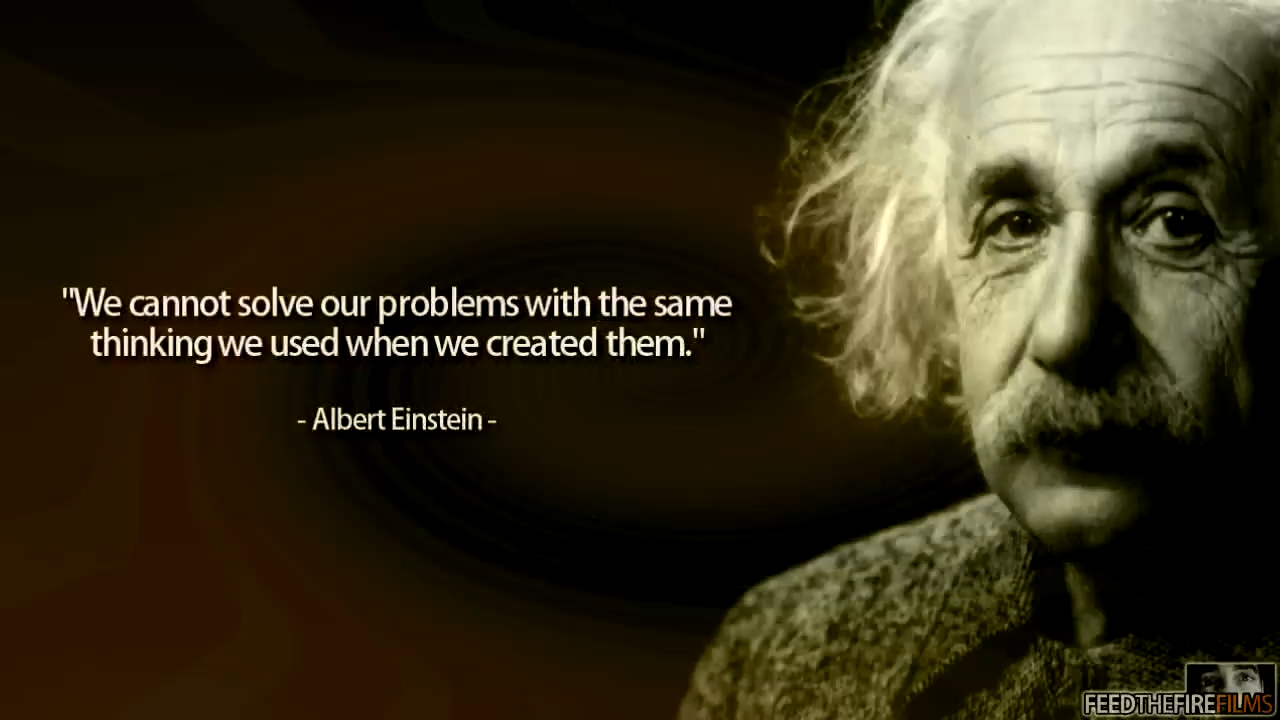 "We cannot solve our problems with the same
thinking we used when we created them."
- Albert Einstein -
FEEDTHEFIREFILMS